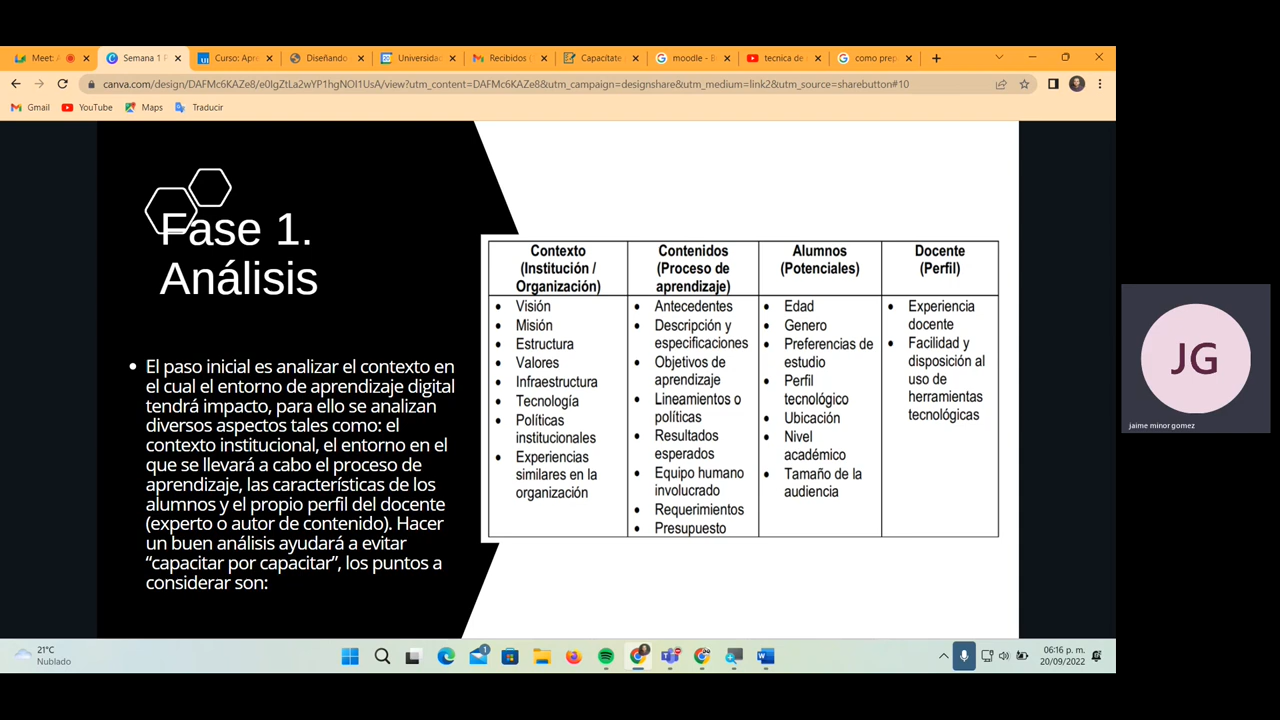 Meet:
Semana 1 P
Curso: Apr
Diseñando
Universida
Recibidos (
Capacítate
moodle - B
tecnica de
como prep
canva.com/design/DAFMc6KAZe8/e0IgZtLa2wYP1hgNOI1UsA/view?utm_content=DAFMc6KAZe8&utm_campaign=designshare&utm_medium=link2&utm_source=sharebutton#10
Gmail
YouTube
Maps
Traducir
Fase 1.
Análisis
• El paso inicial es analizar el contexto en
el cual el entorno de aprendizaje digital
tendrá impacto, para ello se analizan
diversos aspectos tales como: el
contexto institucional, el entorno en el
que se llevará a cabo el proceso de
aprendizaje, las características de los
alumnos y el propio perfil del docente
(experto o autor de contenido). Hacer
un buen análisis ayudará a evitar
“capacitar por capacitar”, los puntos a
considerar son:
Contexto
(Institución /
Organización)
• Visión
• Misión
• Estructura
• Valores
• Infraestructura
• Tecnología
• Políticas
institucionales
• Experiencias
similares en la
organización
Contenidos
(Proceso de
aprendizaje)
• Antecedentes
• Descripción y
especificaciones
• Objetivos de
aprendizaje
• Lineamientos o
políticas
• Resultados
esperados
• Equipo humano
involucrado
• Requerimientos
• Presupuesto
Alumnos
(Potenciales)
• Edad
• Genero
• Preferencias de
estudio
• Perfil
tecnológico
• Ubicación
• Nivel
académico
• Tamaño de la
audiencia
Docente
(Perfil)
• Experiencia
docente
• Facilidad y
disposición al
uso de
herramientas
tecnológicas
JG
jaime minor gomez
21°C
Nublado
1
06:16 p. m.
20/09/2022